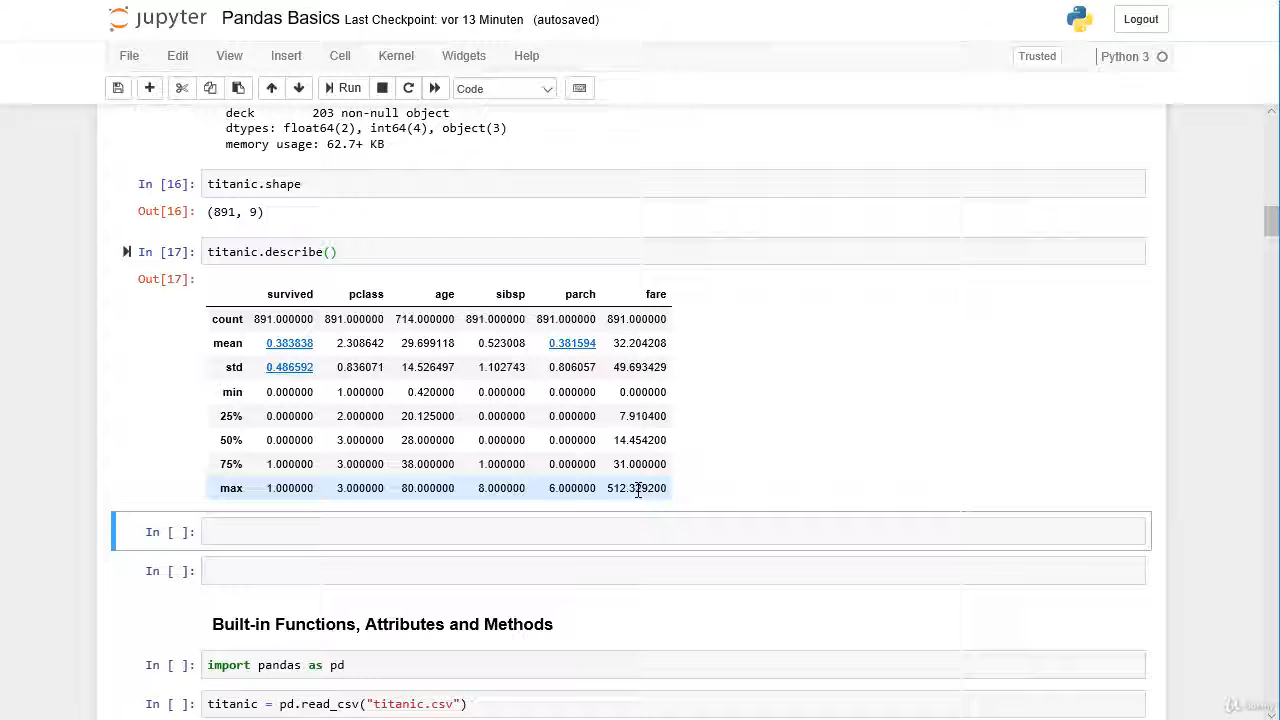 jupyter Pandas Basics Last Checkpoint: vor 13 Minuten (autosaved) Logout
File Edit View Insert Cell Kernel Widgets Help Trusted Python 3
Run Code
deck 203 non-null object
dtypes: float64(2), int64(4), object(3)
memory usage: 62.7+ KB
In [16]: titanic.shape
Out[16]: (891, 9)
In [17]: titanic.describe()
Out[17]:
survived pclass age sibsp parch fare
count 891.000000 891.000000 714.000000 891.000000 891.000000 891.000000
mean 0.383838 2.308642 29.699118 0.523008 0.381594 32.204208
std 0.486592 0.836071 14.526497 1.102743 0.806057 49.693429
min 0.000000 1.000000 0.420000 0.000000 0.000000 0.000000
25% 0.000000 2.000000 20.125000 0.000000 0.000000 7.910400
50% 0.000000 3.000000 28.000000 0.000000 0.000000 14.454200
75% 1.000000 3.000000 38.000000 1.000000 0.000000 31.000000
max 1.000000 3.000000 80.000000 8.000000 6.000000 512.329200
In [ ]:
In [ ]:
Built-in Functions, Attributes and Methods
In [ ]: import pandas as pd
In [ ]: titanic = pd.read_csv("titanic.csv")